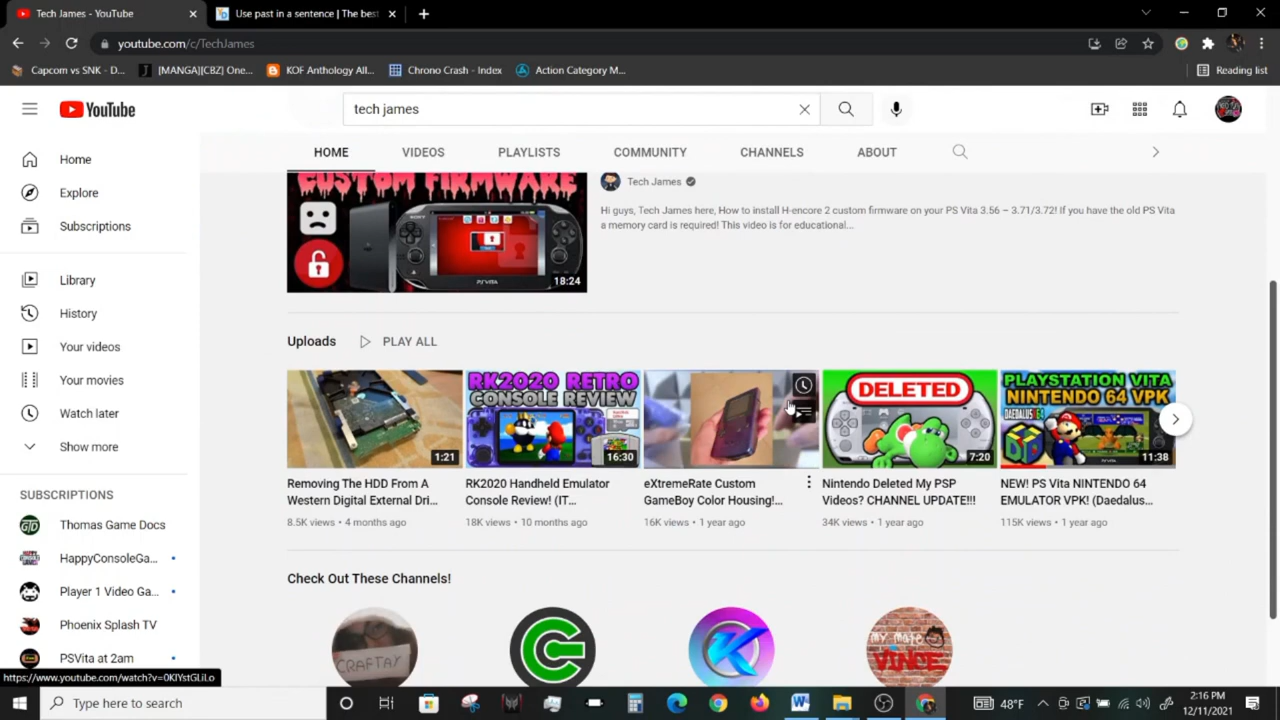 Tech James - YouTube
Use past in a sentence | The best
youtube.com/c/TechJames
Capcom vs SNK - D...
[MANGA][CBZ] One...
KOF Anthology All...
Chrono Crash - Index
Action Category M...
Reading list
YouTube
tech james
HOME
VIDEOS
PLAYLISTS
COMMUNITY
CHANNELS
ABOUT
Home
Explore
Subscriptions
Library
History
Your videos
Your movies
Watch later
Show more
SUBSCRIPTIONS
Thomas Game Docs
HappyConsoleGa...
Player 1 Video Ga...
Phoenix Splash TV
PSVita at 2am
CUSTOM FIRMWARE
SONY
PSVITA
18:24
Tech James
Hi guys, Tech James here, How to install H-encore 2 custom firmware on your PS Vita 3.56 – 3.71/3.72! If you have the old PS Vita
a memory card is required! This video is for educational...
Uploads
PLAY ALL
1:21
Removing The HDD From A
Western Digital External Dri...
8.5K views • 4 months ago
RK2020 RETRO
CONSOLE REVIEW
16:30
RK2020 Handheld Emulator
Console Review! (IT...
18K views • 10 months ago
eXtremeRate Custom
GameBoy Color Housing!...
16K views • 1 year ago
DELETED
7:20
Nintendo Deleted My PSP
Videos? CHANNEL UPDATE!!!
34K views • 1 year ago
PLAYSTATION VITA
NINTENDO 64 VPK
DAEDALUS 64
11:38
NEW! PS Vita NINTENDO 64
EMULATOR VPK! (Daedalus...
115K views • 1 year ago
Check Out These Channels!
CRAFTAY
my mate
VINCE
https://www.youtube.com/watch?v=0KIYstGLiLo
Type here to search
48°F
2:16 PM
12/11/2021